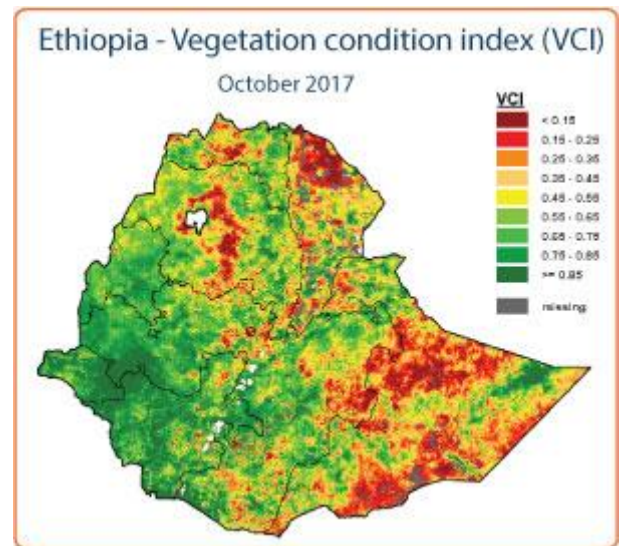 Ethiopia - Vegetation condition index (VCI)
October 2017
VCI
< 0.15
0.15 - 0.25
0.25 - 0.35
0.35 - 0.45
0.45 - 0.55
0.55 - 0.65
0.65 - 0.75
0.75 - 0.85
>= 0.85
missing